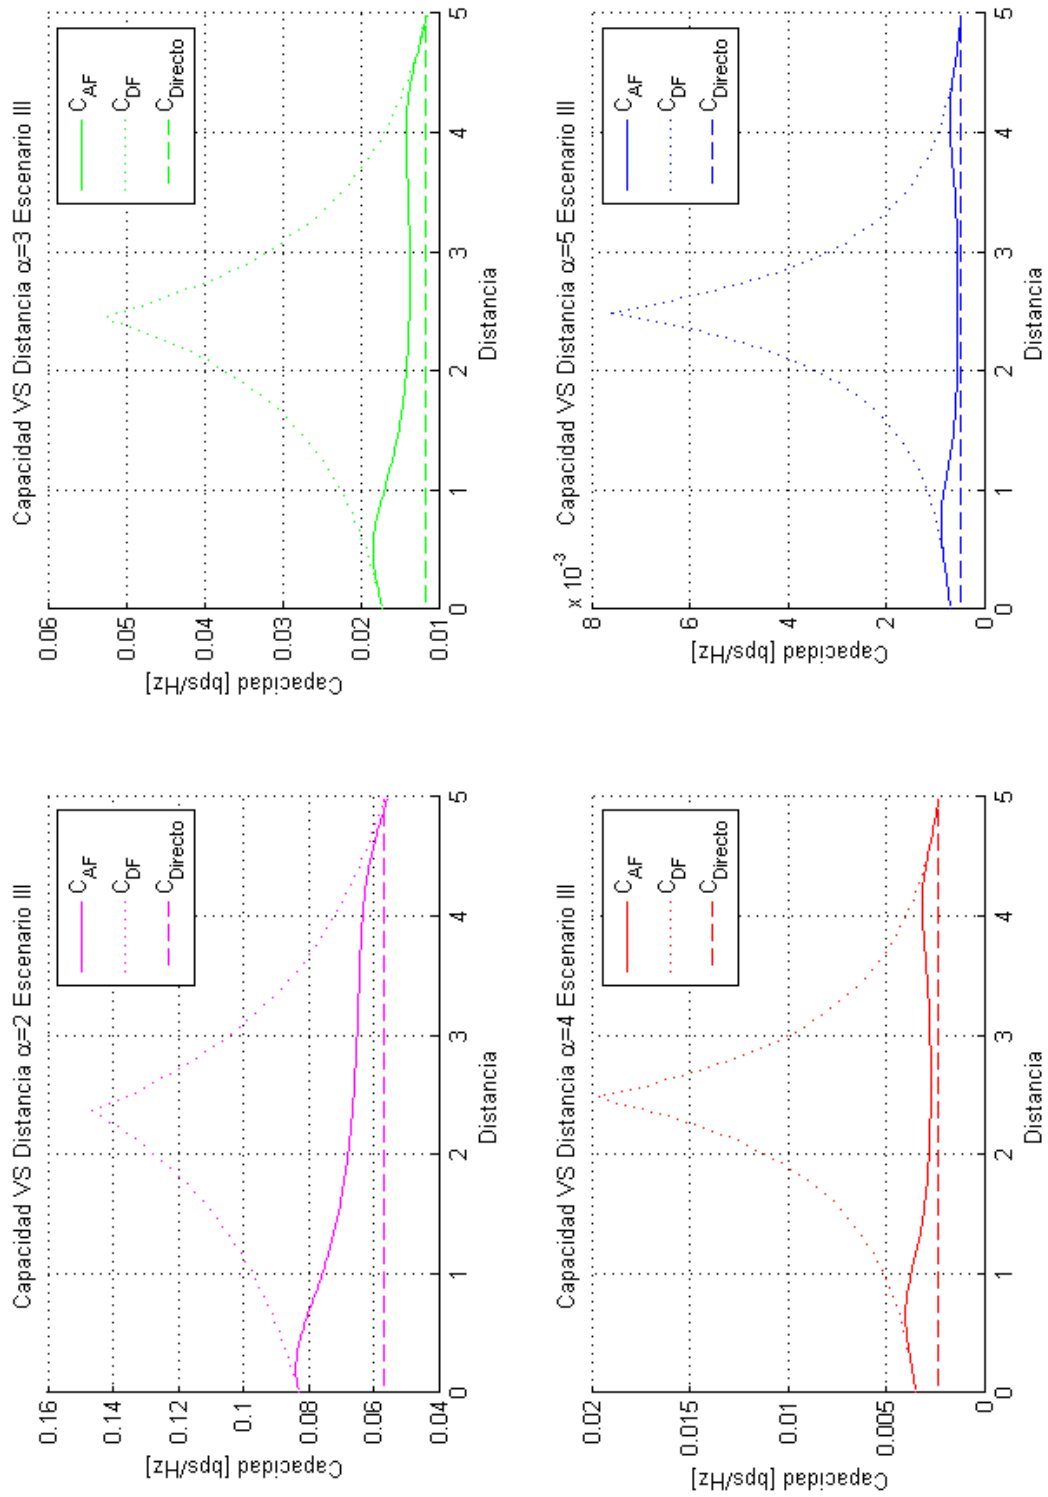 Capacidad VS Distancia α=2 Escenario III
0.16
0.14
0.12
0.1
0.08
0.06
0.04
Capacidad [bps/Hz]
0 1 2 3 4 5
Distancia
C_AF
C_DF
C_Directo
Capacidad VS Distancia α=3 Escenario III
0.06
0.05
0.04
0.03
0.02
0.01
Capacidad [bps/Hz]
0 1 2 3 4 5
Distancia
C_AF
C_DF
C_Directo
Capacidad VS Distancia α=4 Escenario III
0.02
0.015
0.01
0.005
0
Capacidad [bps/Hz]
0 1 2 3 4 5
Distancia
C_AF
C_DF
C_Directo
x 10^-3 Capacidad VS Distancia α=5 Escenario III
8
6
4
2
0
Capacidad [bps/Hz]
0 1 2 3 4 5
Distancia
C_AF
C_DF
C_Directo